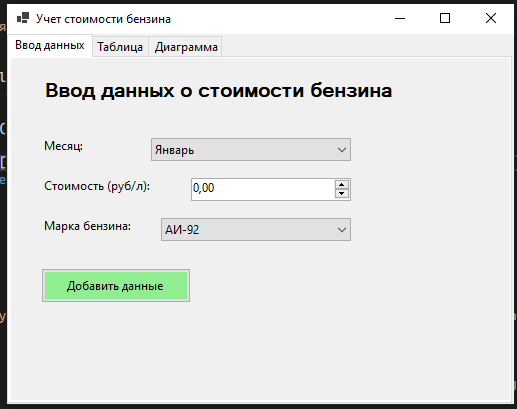 Учет стоимости бензина
Ввод данных Таблица Диаграмма
Ввод данных о стоимости бензина
Месяц: Январь
Стоимость (руб/л): 0,00
Марка бензина: АИ-92
Добавить данные